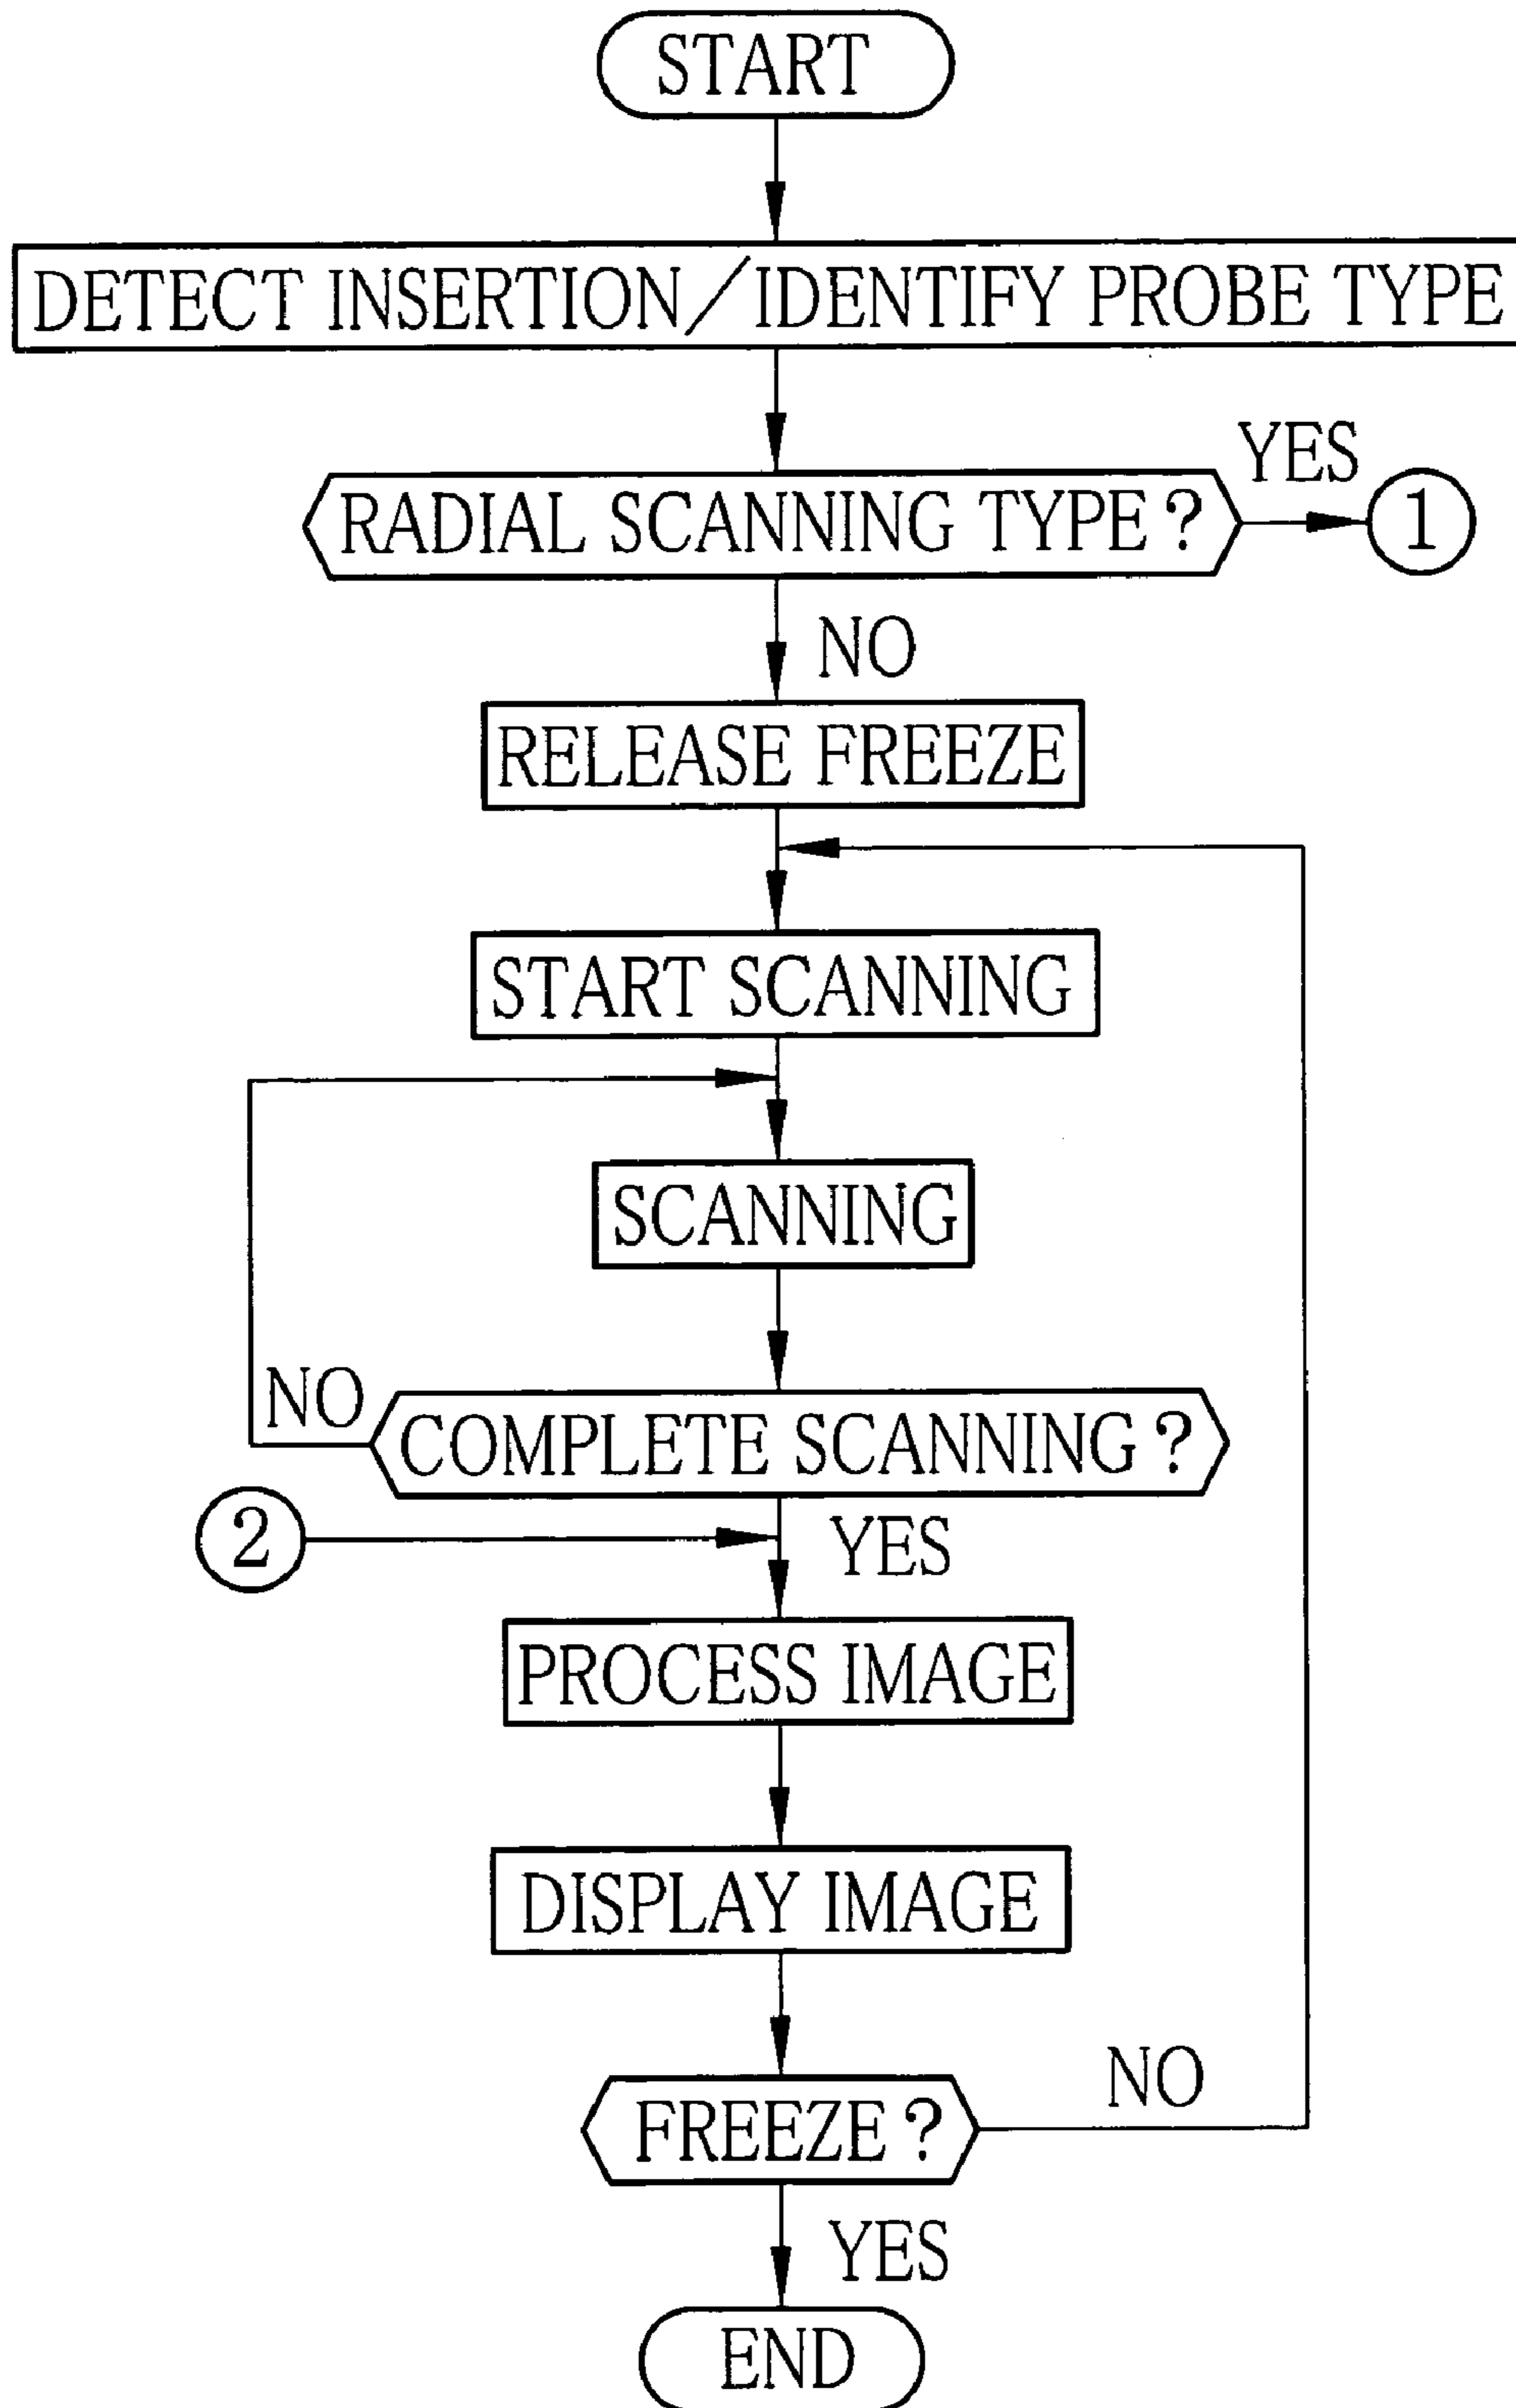 START
DETECT INSERTION/IDENTIFY PROBE TYPE
YES
RADIAL SCANNING TYPE?
1
NO
RELEASE FREEZE
START SCANNING
SCANNING
NO
COMPLETE SCANNING?
2
YES
PROCESS IMAGE
DISPLAY IMAGE
NO
FREEZE?
YES
END